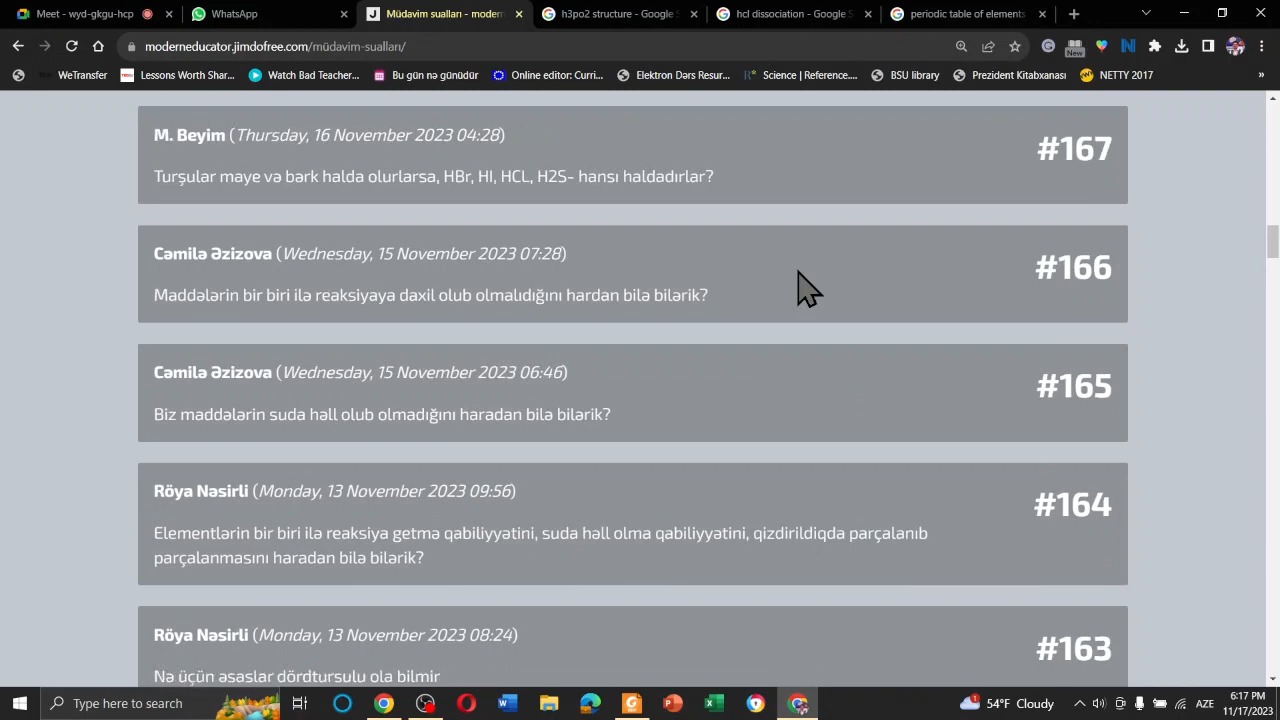 Meet - wyd-gkgu-hcp
WhatsApp
Müdavim sualları - modern
h3po2 structure - Google S
hcl dissociation - Google S
periodic table of elements
moderneducator.jimdofree.com/müdavim-sualları/
New
WeTransfer
Lessons Worth Shar...
Watch Bad Teacher...
Bu gün nə günüdür
Online editor: Curri...
Elektron Dərs Resur...
Science | Reference....
BSU library
Prezident Kitabxanası
NETTY 2017
»
M. Beyim (Thursday, 16 November 2023 04:28)
#167
Turşular maye və bərk halda olurlarsa, HBr, HI, HCL, H2S- hansı haldadırlar?
Cəmilə Əzizova (Wednesday, 15 November 2023 07:28)
#166
Maddələrin bir biri ilə reaksiyaya daxil olub olmalıdığını hardan bilə bilərik?
Cəmilə Əzizova (Wednesday, 15 November 2023 06:46)
#165
Biz maddələrin suda həll olub olmadığını haradan bilə bilərik?
Röya Nəsirli (Monday, 13 November 2023 09:56)
#164
Elementlərin bir biri ilə reaksiya getmə qabiliyyətini, suda həll olma qabiliyyətini, qizdirildiqda parçalanıb
parçalanmasını haradan bilə bilərik?
Röya Nəsirli (Monday, 13 November 2023 08:24)
#163
Nə üçün əsaslar dördtursulu ola bilmir
Type here to search
1
54°F Cloudy
AZE
6:17 PM
11/17/2023